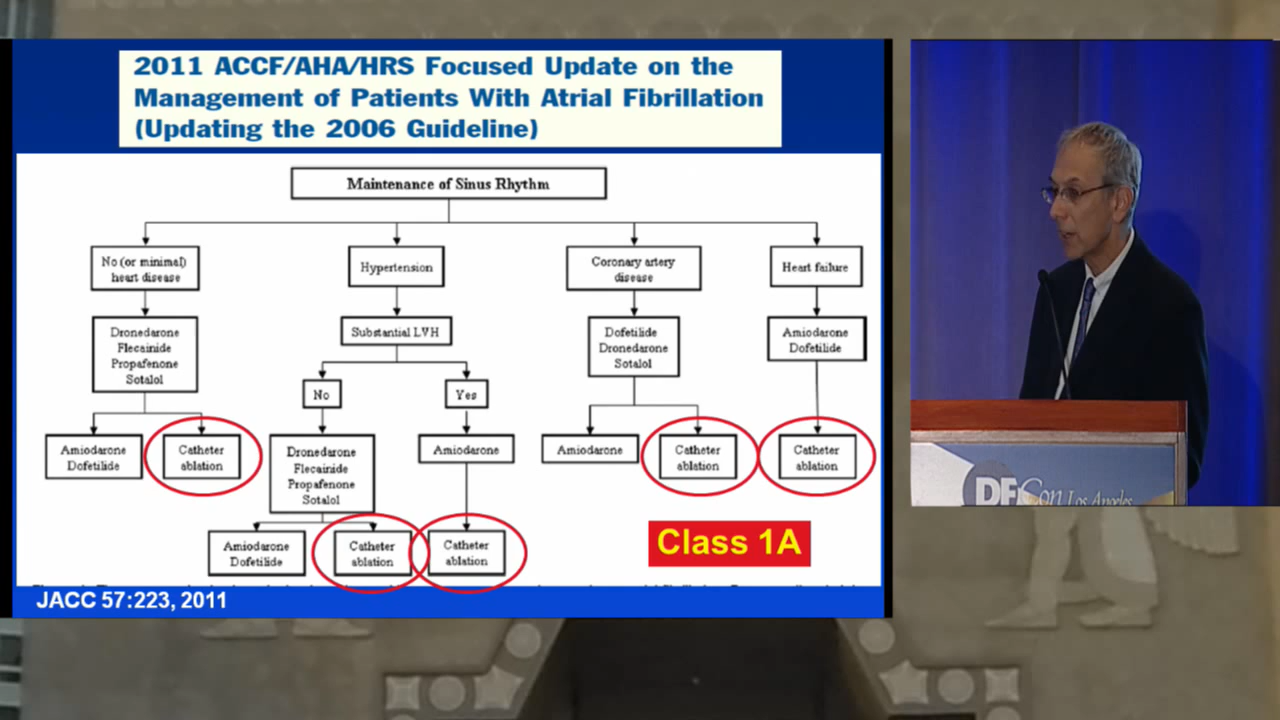 2011 ACCF/AHA/HRS Focused Update on the
Management of Patients With Atrial Fibrillation
(Updating the 2006 Guideline)
Maintenance of Sinus Rhythm
No (or minimal)
heart disease
Hypertension
Coronary artery
disease
Heart failure
Dronedarone
Flecainide
Propafenone
Sotalol
Substantial LVH
Dofetilide
Dronedarone
Sotalol
Amiodarone
Dofetilide
No
Yes
Amiodarone
Dofetilide
Catheter
ablation
Dronedarone
Flecainide
Propafenone
Sotalol
Amiodarone
Amiodarone
Catheter
ablation
Catheter
ablation
Amiodarone
Dofetilide
Catheter
ablation
Catheter
ablation
Class 1A
JACC 57:223, 2011
DFCon Los Angeles